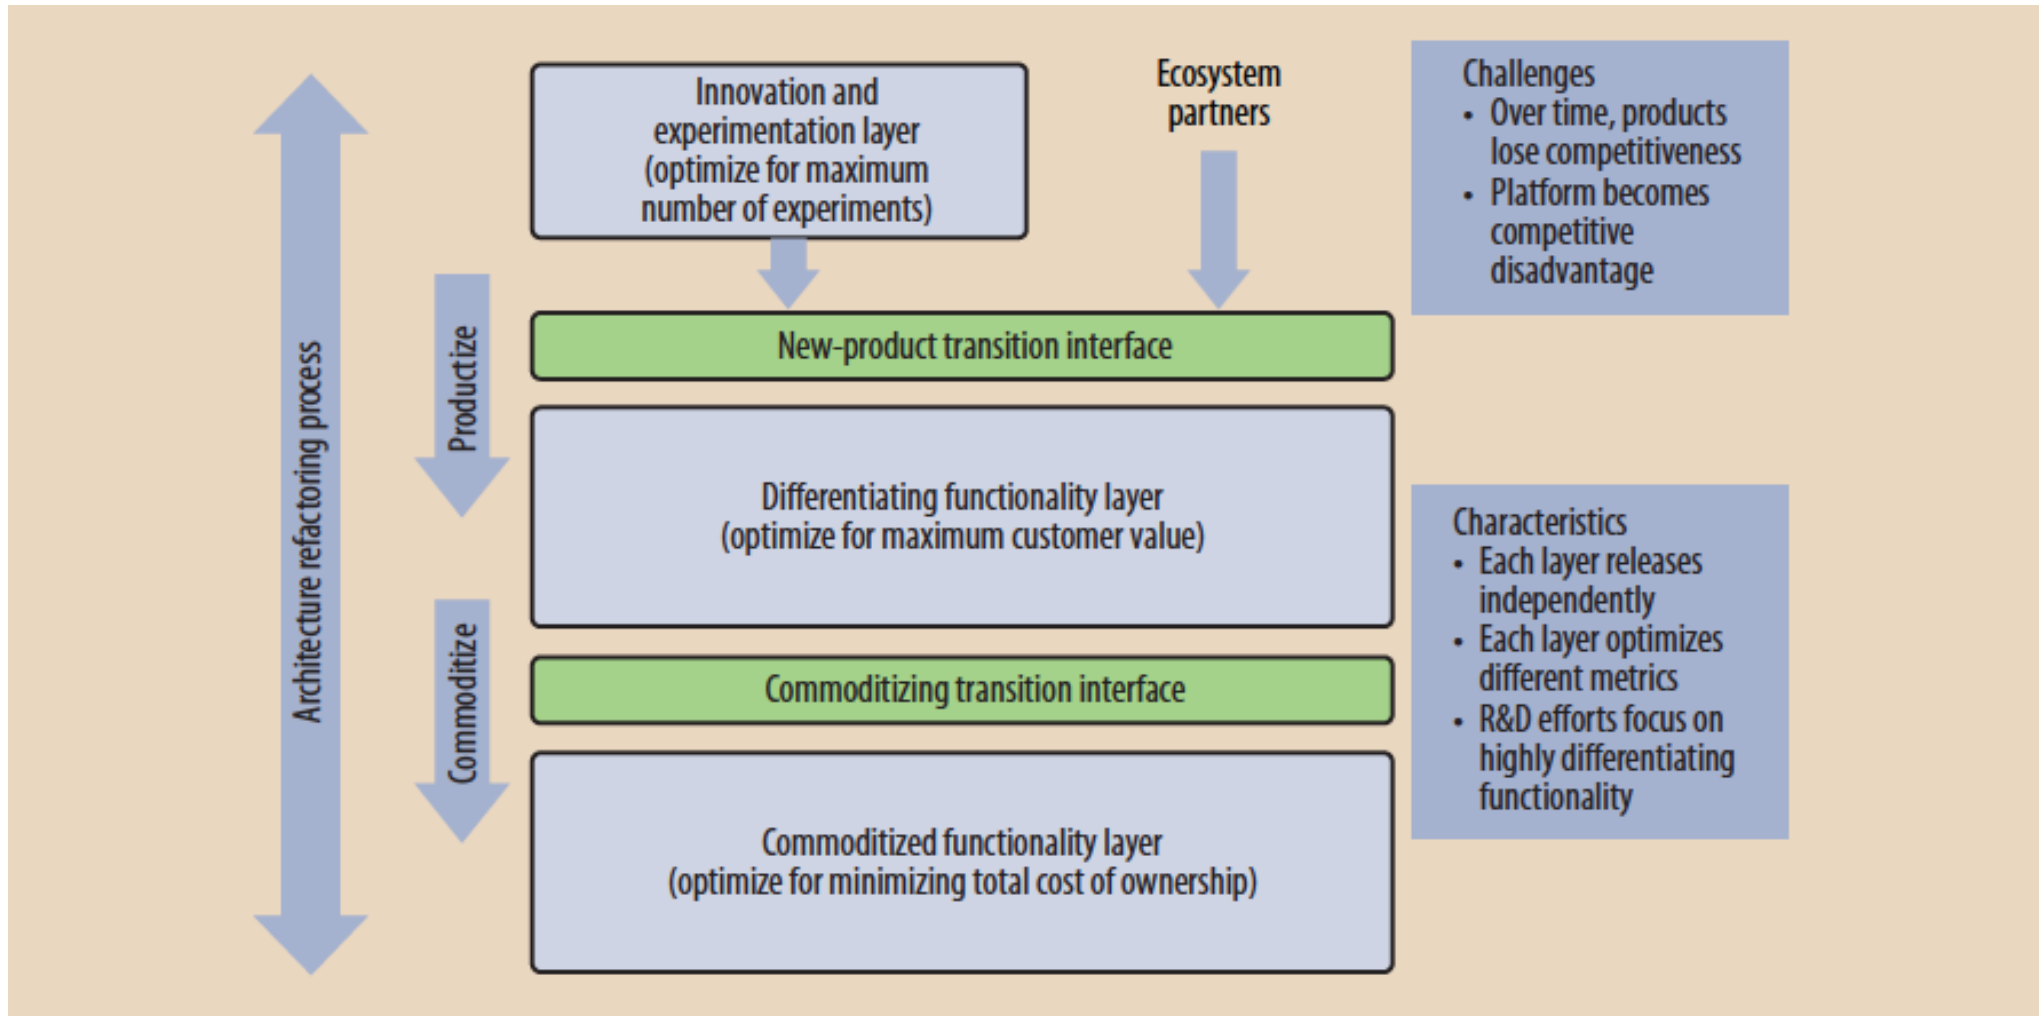 Architecture refactoring process
Productize
Commoditize
Innovation and
experimentation layer
(optimize for maximum
number of experiments)
Ecosystem
partners
New-product transition interface
Differentiating functionality layer
(optimize for maximum customer value)
Commoditizing transition interface
Commoditized functionality layer
(optimize for minimizing total cost of ownership)
Challenges
• Over time, products
lose competitiveness
• Platform becomes
competitive
disadvantage
Characteristics
• Each layer releases
independently
• Each layer optimizes
different metrics
• R&D efforts focus on
highly differentiating
functionality